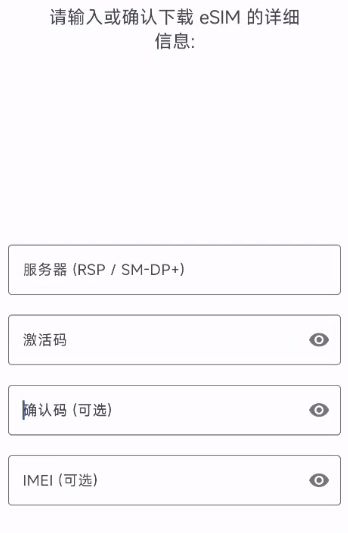 请输入或确认下载 eSIM 的详细
信息:
服务器 (RSP / SM-DP+)
激活码
确认码 (可选)
IMEI (可选)